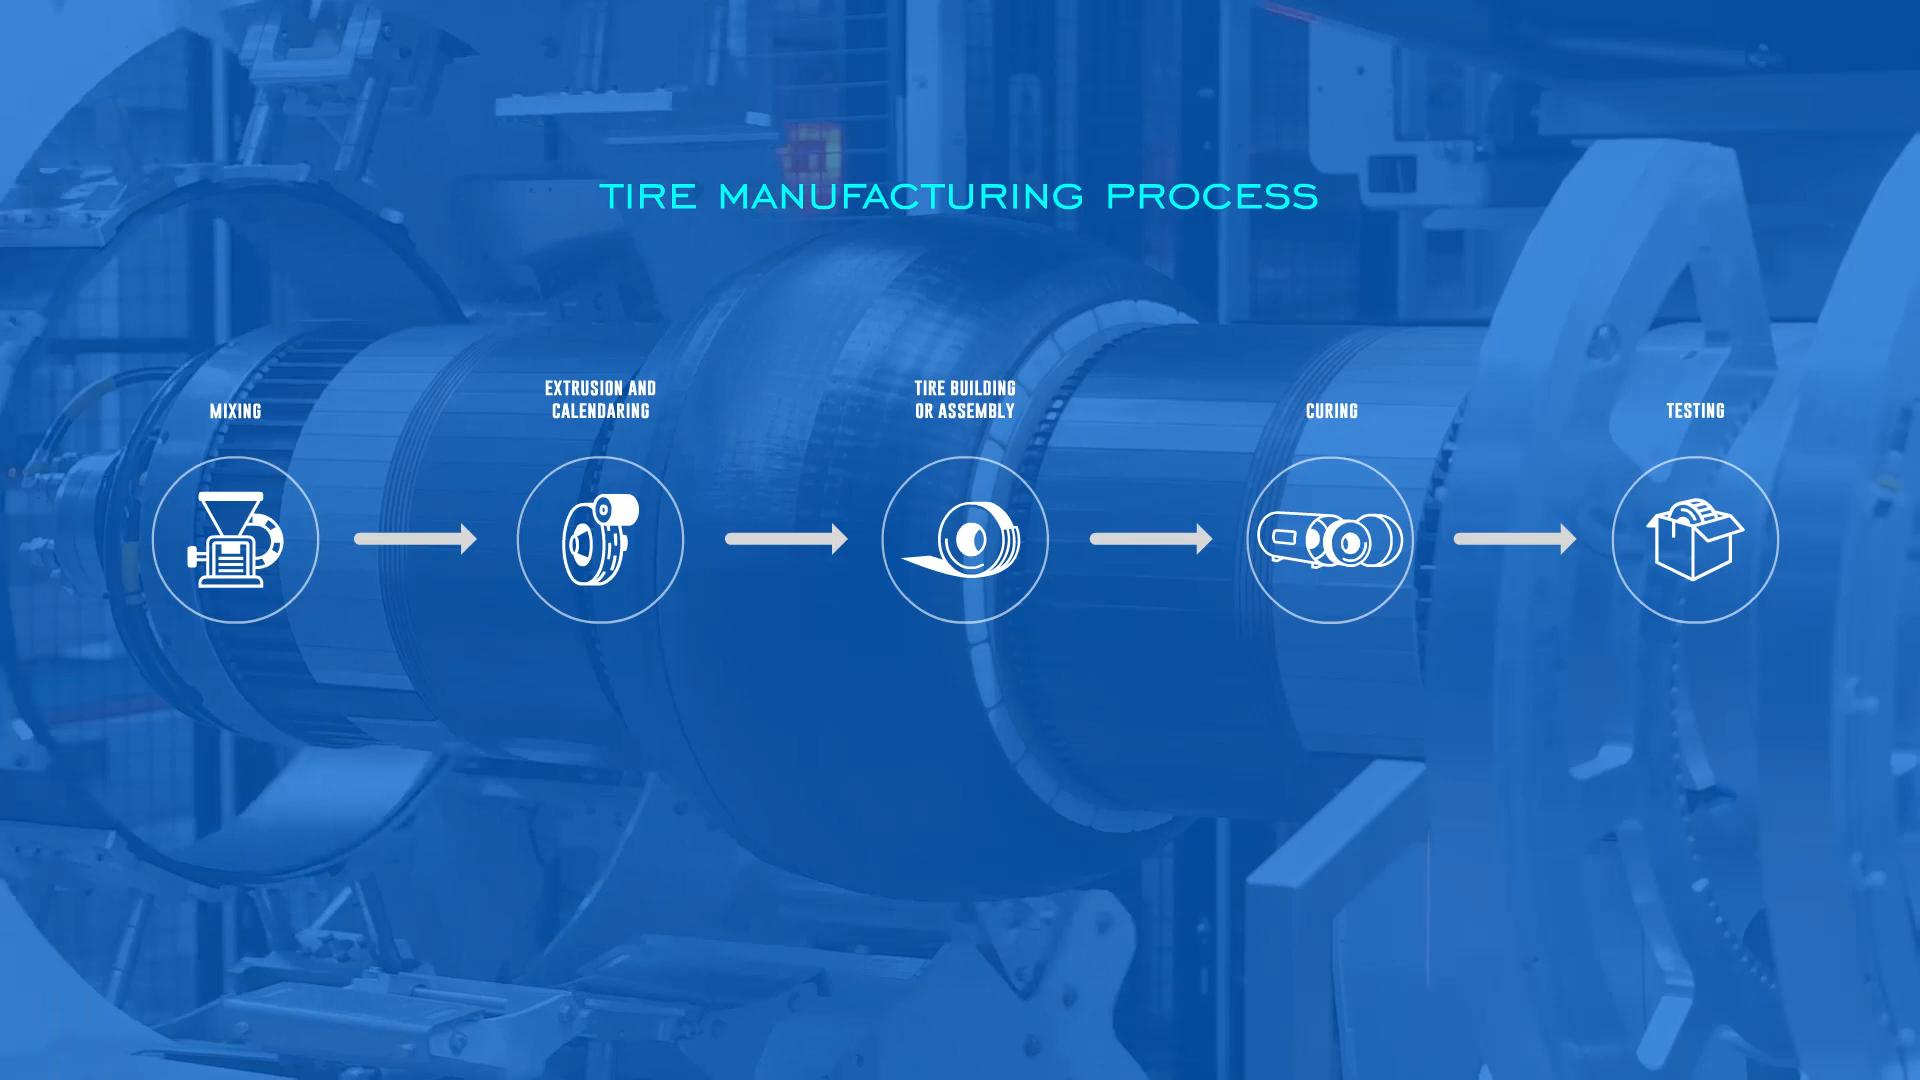 TIRE MANUFACTURING PROCESS
MIXING
EXTRUSION AND
CALENDARING
TIRE BUILDING
OR ASSEMBLY
CURING
TESTING